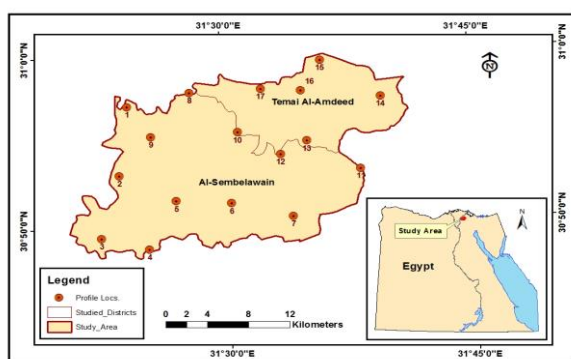 31°30'0"E
31°45'0"E
31°0'0"N
31°0'0"N
15
16
17
Temai Al-Amdeed
14
8
1
10
13
9
12
11
2
Al-Sembelawain
5
6
7
3
4
30°50'0"N
30°50'0"N
Legend
Profile Locs.
Studied_Districts
Study_Area
0 2 4 8 12
Kilometers
N
N
Study Area
Egypt
31°30'0"E
31°45'0"E